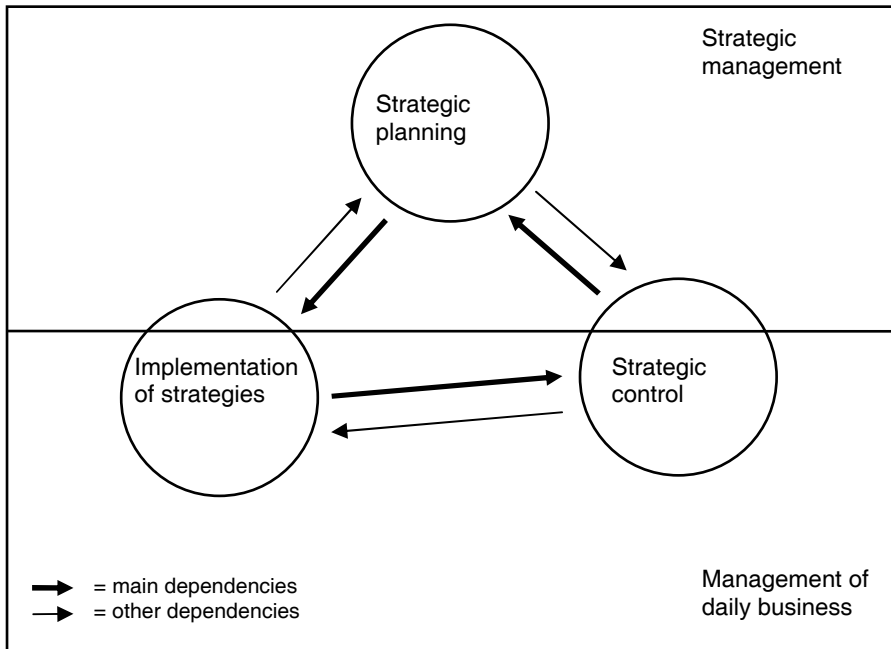 Strategic
management
Strategic
planning
Implementation
of strategies
Strategic
control
= main dependencies
= other dependencies
Management of
daily business